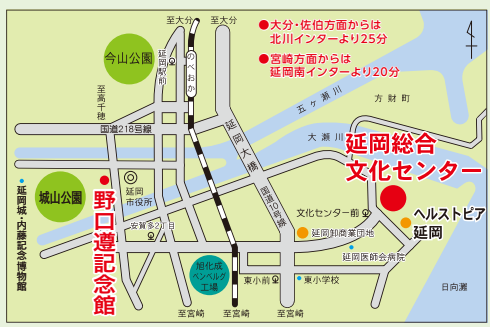 至大分
至大分
●大分・佐伯方面からは
北川インターより25分
●宮崎方面からは
延岡南インターより20分
今山公園
延岡駅前
のべおか
至高千穂
国道218号線
五ヶ瀬川
方財町
大瀬川
延岡大橋
国道10号線
延岡総合
文化センター
城山公園
野口遵記念館
延岡
市役所
安賀多2丁目
延岡城・内藤記念博物館
文化センター前
ヘルストピア
延岡
延岡卸商業団地
延岡医師会病院
旭化成
ベンベルグ
工場
東小前
東小学校
日向灘
至宮崎
至宮崎
至宮崎